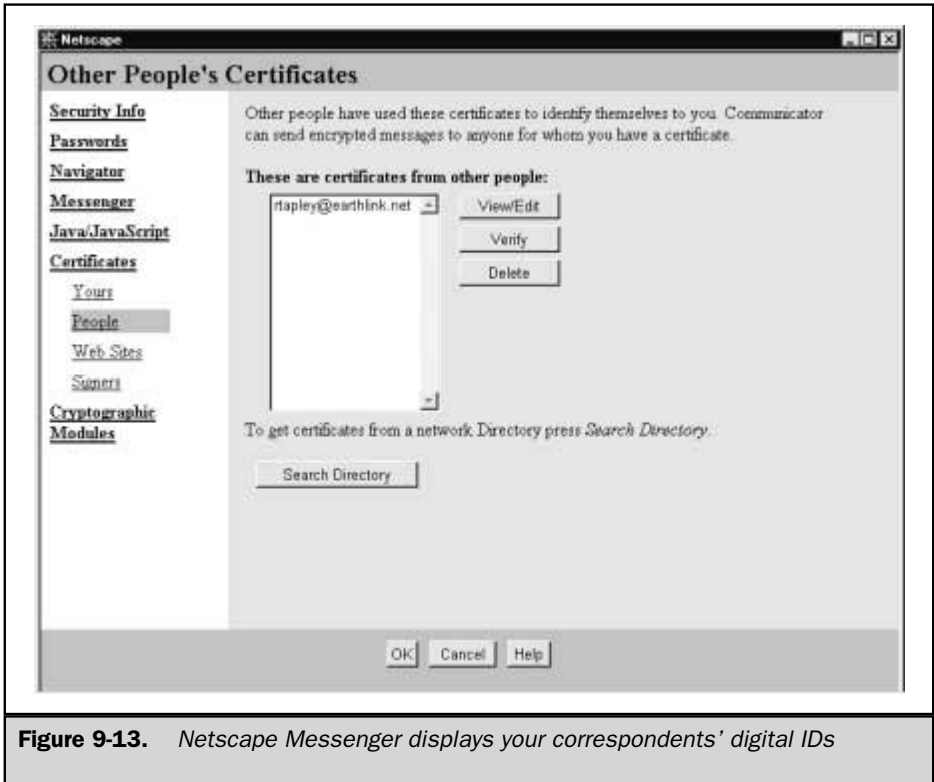 Netscape
Other People's Certificates
Security Info
Passwords
Navigator
Messenger
Java/JavaScript
Certificates
Yours
People
Web Sites
Signers
Cryptographic
Modules
Other people have used these certificates to identify themselves to you. Communicator
can send encrypted messages to anyone for whom you have a certificate.
These are certificates from other people:
rtapley@earthlink.net
View/Edit
Verify
Delete
To get certificates from a network Directory press Search Directory.
Search Directory
OK
Cancel
Help
Figure 9-13. Netscape Messenger displays your correspondents' digital IDs